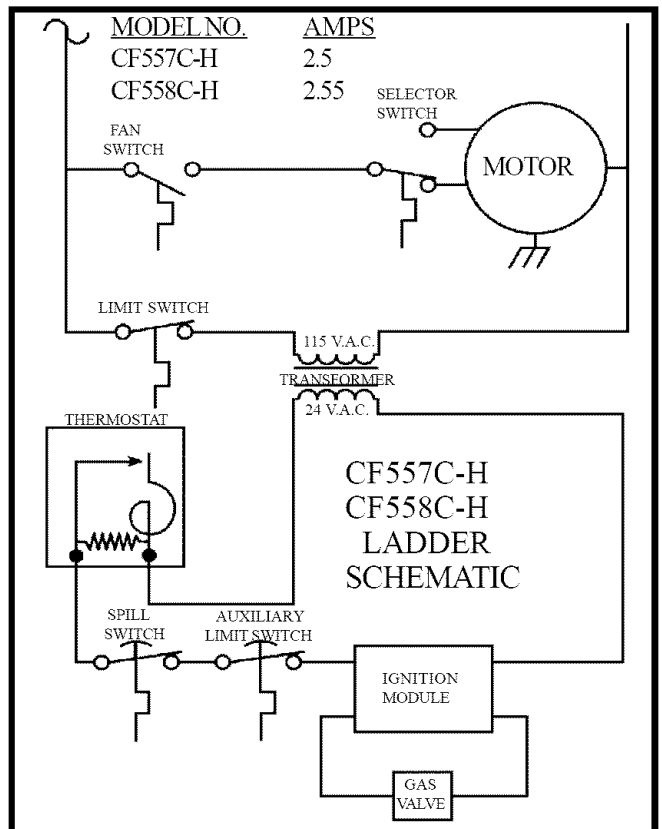 MODEL NO. AMPS
CF557C-H 2.5
CF558C-H 2.55
SELECTOR
SWITCH
FAN
SWITCH
MOTOR
LIMIT SWITCH
115 V.A.C.
TRANSFORMER
24 V.A.C.
THERMOSTAT
CF557C-H
CF558C-H
LADDER
SCHEMATIC
SPILL
SWITCH
AUXILIARY
LIMIT SWITCH
IGNITION
MODULE
GAS
VALVE